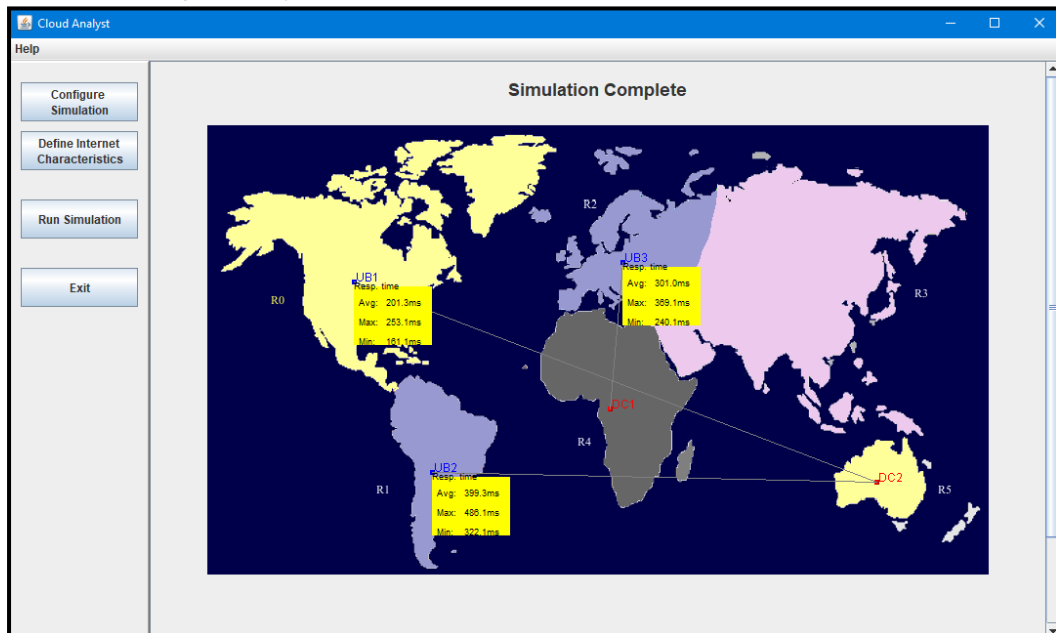 Cloud Analyst
Help
Configure
Simulation
Define Internet
Characteristics
Run Simulation
Exit
Simulation Complete
R0
UB1
Resp. time
Avg: 201.3ms
Max: 253.1ms
Min: 161.1ms
R2
UB3
Resp. time
Avg: 301.0ms
Max: 369.1ms
Min: 240.1ms
R3
DC1
R4
R1
UB2
Resp. time
Avg: 399.3ms
Max: 486.1ms
Min: 322.1ms
DC2
R5